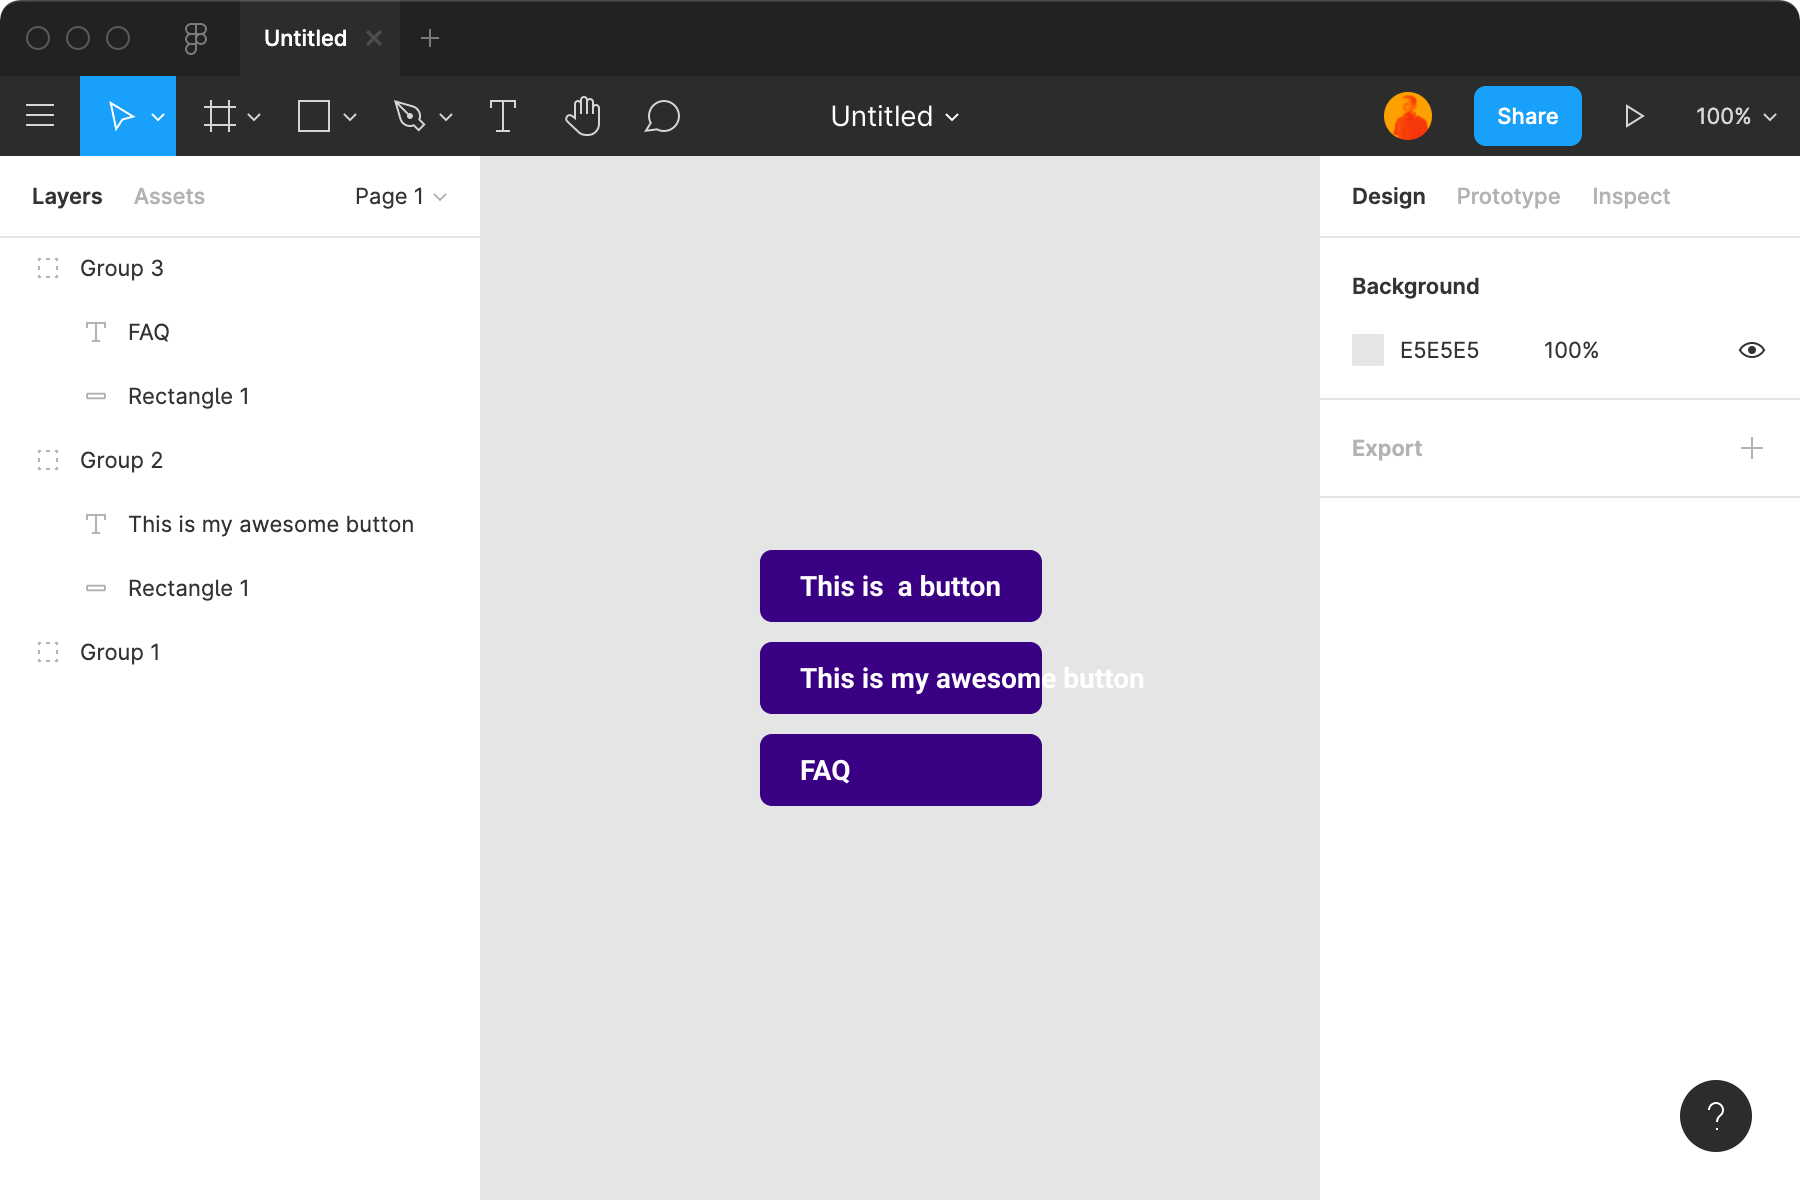 Untitled
Untitled
Share
100%
Layers
Assets
Page 1
Group 3
FAQ
Rectangle 1
Group 2
This is my awesome button
Rectangle 1
Group 1
This is  a button
This is my awesome button
FAQ
Design
Prototype
Inspect
Background
E5E5E5
100%
Export
?